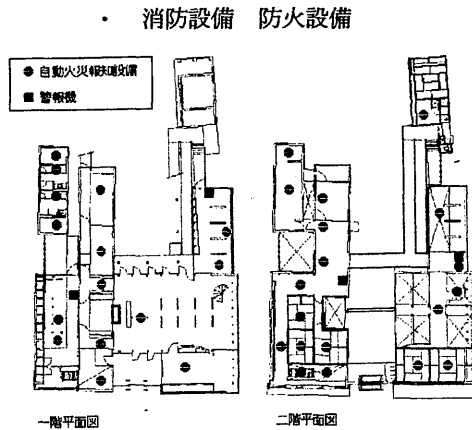 ・ 消防設備 防火設備
● 自動火災報知設備
■ 警報機
一階平面図
二階平面図